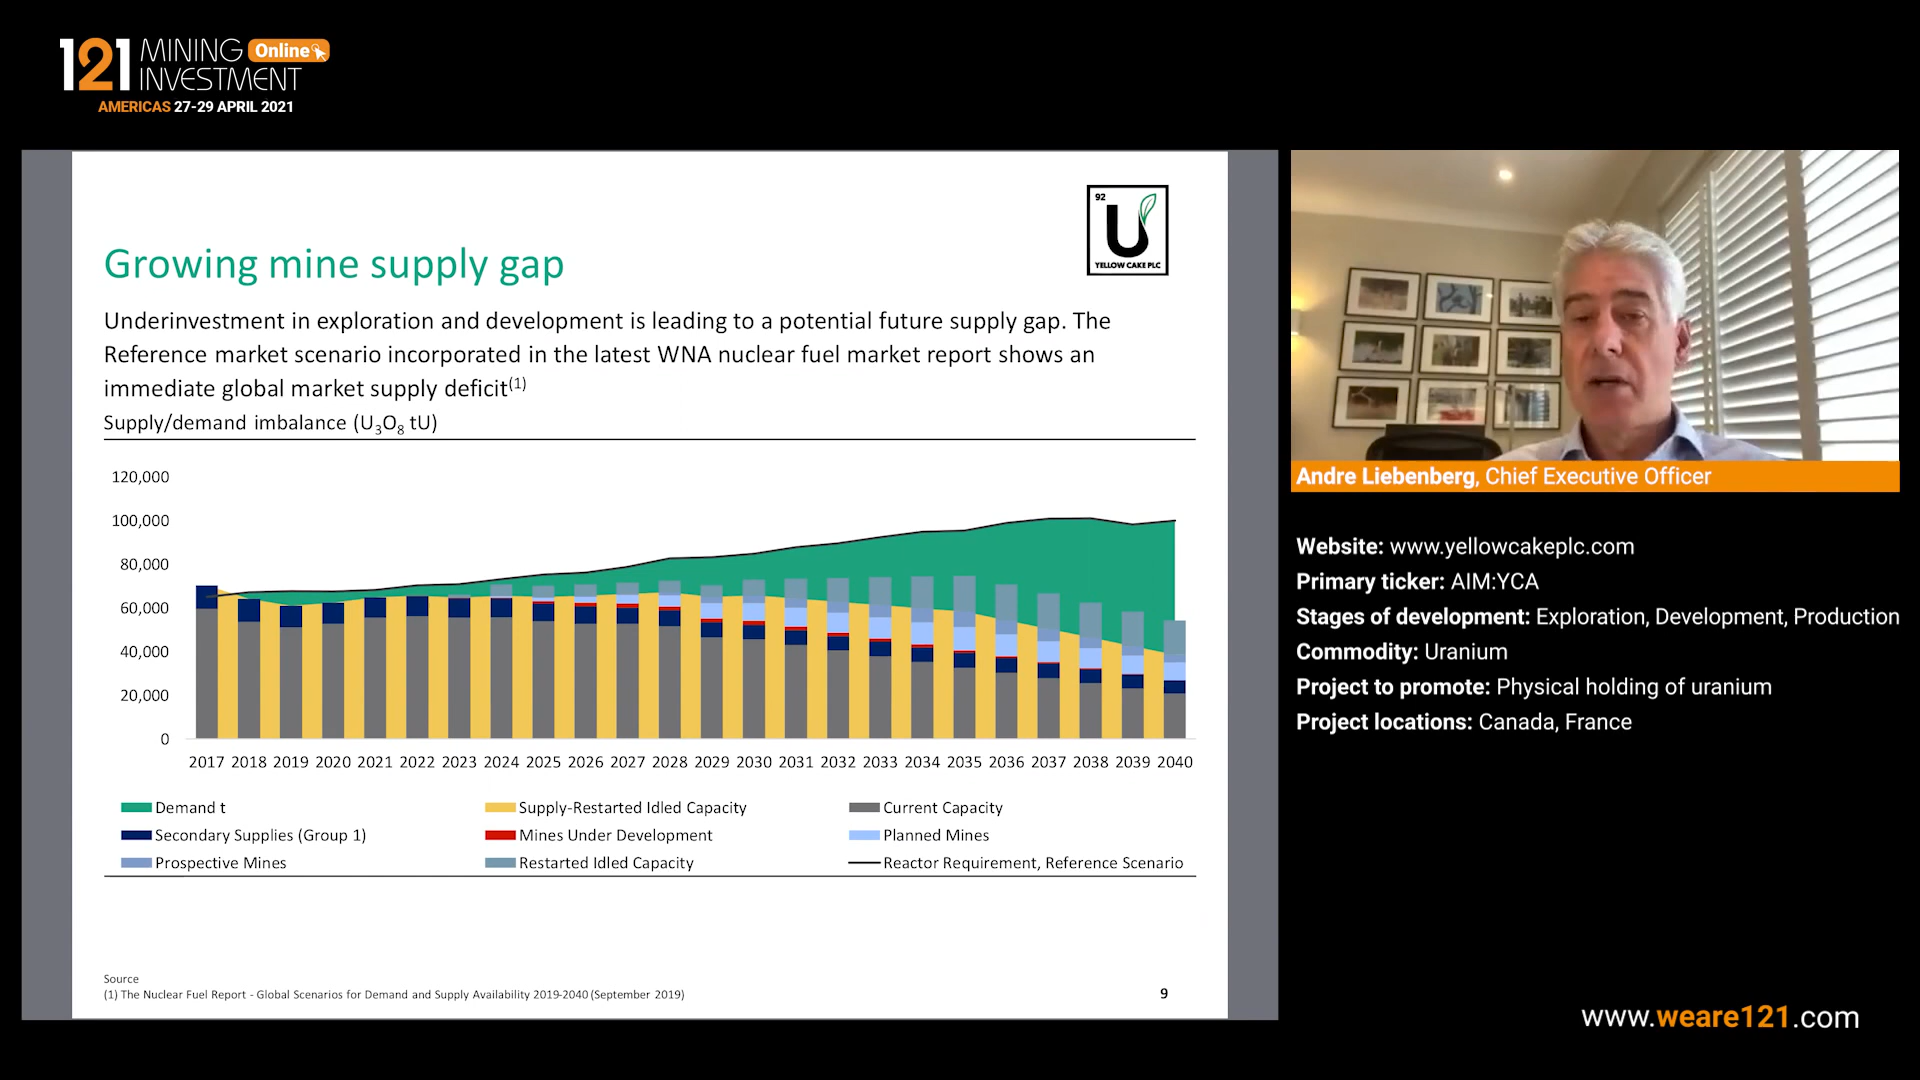 121 MINING Online
INVESTMENT
AMERICAS 27-29 APRIL 2021
92
U
YELLOW CAKE PLC
Growing mine supply gap
Underinvestment in exploration and development is leading to a potential future supply gap. The
Reference market scenario incorporated in the latest WNA nuclear fuel market report shows an
immediate global market supply deficit(1)
Supply/demand imbalance (U3O8 tU)
120,000
100,000
80,000
60,000
40,000
20,000
0
2017 2018 2019 2020 2021 2022 2023 2024 2025 2026 2027 2028 2029 2030 2031 2032 2033 2034 2035 2036 2037 2038 2039 2040
Demand t
Supply-Restarted Idled Capacity
Current Capacity
Secondary Supplies (Group 1)
Mines Under Development
Planned Mines
Prospective Mines
Restarted Idled Capacity
Reactor Requirement, Reference Scenario
Source
(1) The Nuclear Fuel Report - Global Scenarios for Demand and Supply Availability 2019-2040 (September 2019)
9
Andre Liebenberg, Chief Executive Officer
Website: www.yellowcakeplc.com
Primary ticker: AIM:YCA
Stages of development: Exploration, Development, Production
Commodity: Uranium
Project to promote: Physical holding of uranium
Project locations: Canada, France
www.weare121.com